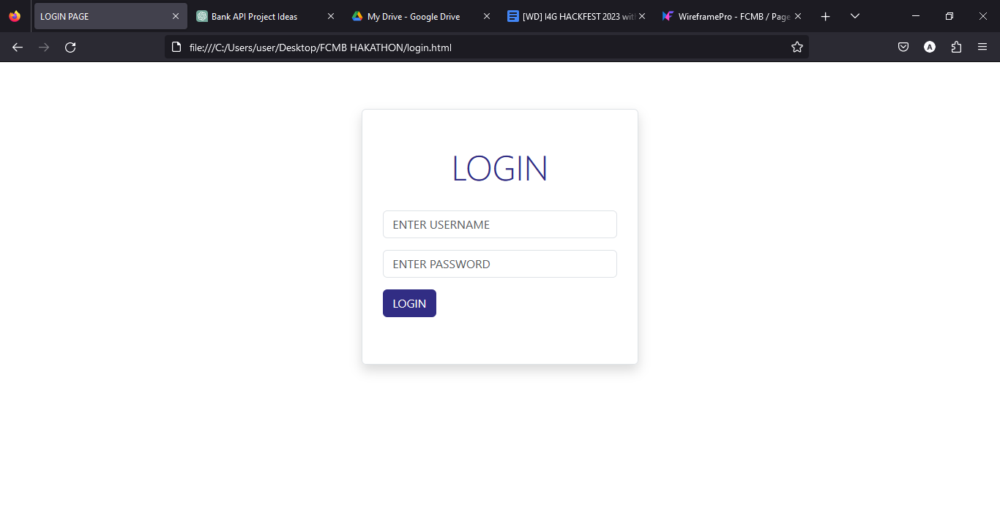 LOGIN PAGE
Bank API Project Ideas
My Drive - Google Drive
[WD] I4G HACKFEST 2023 with
WireframePro - FCMB / Page
file:///C:/Users/user/Desktop/FCMB HAKATHON/login.html
A
LOGIN
ENTER USERNAME
ENTER PASSWORD
LOGIN